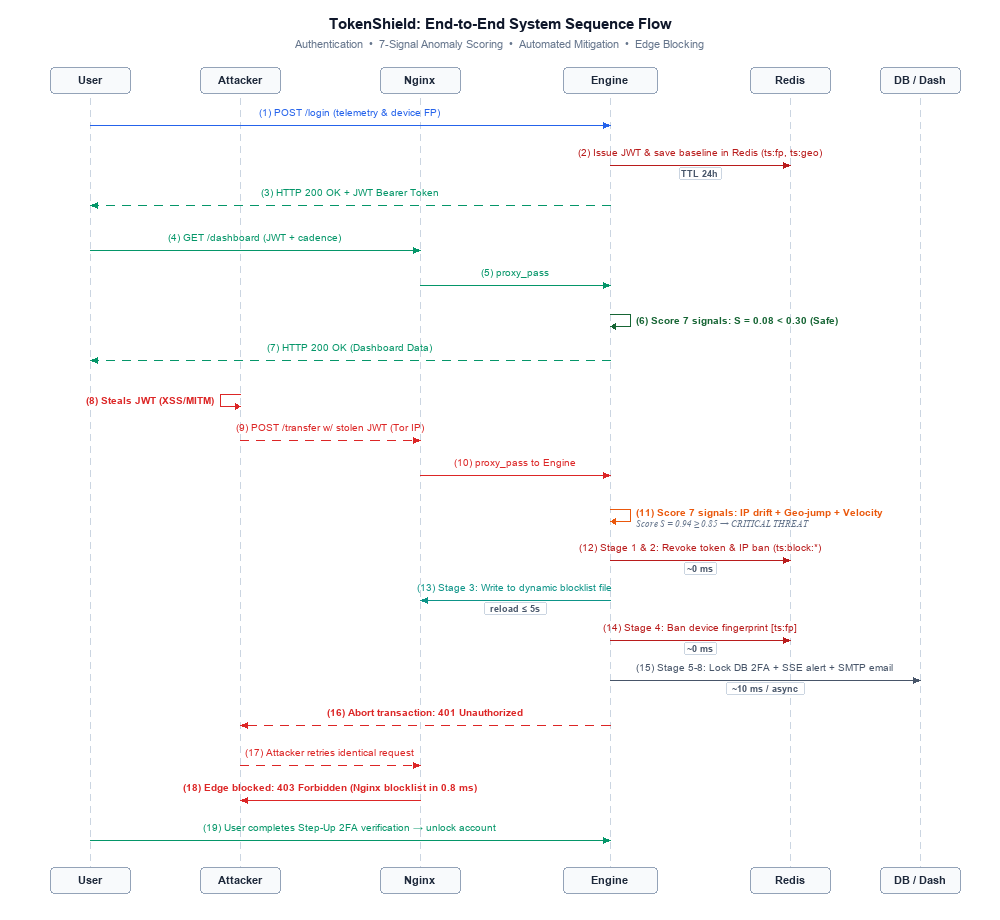 TokenShield: End-to-End System Sequence Flow
Authentication • 7-Signal Anomaly Scoring • Automated Mitigation • Edge Blocking
User Attacker Nginx Engine Redis DB / Dash
(1) POST /login (telemetry & device FP)
(2) Issue JWT & save baseline in Redis (ts:fp, ts:geo)
TTL 24h
(3) HTTP 200 OK + JWT Bearer Token
(4) GET /dashboard (JWT + cadence)
(5) proxy_pass
(6) Score 7 signals: S = 0.08 < 0.30 (Safe)
(7) HTTP 200 OK (Dashboard Data)
(8) Steals JWT (XSS/MITM)
(9) POST /transfer w/ stolen JWT (Tor IP)
(10) proxy_pass to Engine
(11) Score 7 signals: IP drift + Geo-jump + Velocity
Score S = 0.94 ≥ 0.85 → CRITICAL THREAT
(12) Stage 1 & 2: Revoke token & IP ban (ts:block:*)
~0 ms
(13) Stage 3: Write to dynamic blocklist file
reload ≤ 5s
(14) Stage 4: Ban device fingerprint [ts:fp]
~0 ms
(15) Stage 5-8: Lock DB 2FA + SSE alert + SMTP email
~10 ms / async
(16) Abort transaction: 401 Unauthorized
(17) Attacker retries identical request
(18) Edge blocked: 403 Forbidden (Nginx blocklist in 0.8 ms)
(19) User completes Step-Up 2FA verification → unlock account
User Attacker Nginx Engine Redis DB / Dash